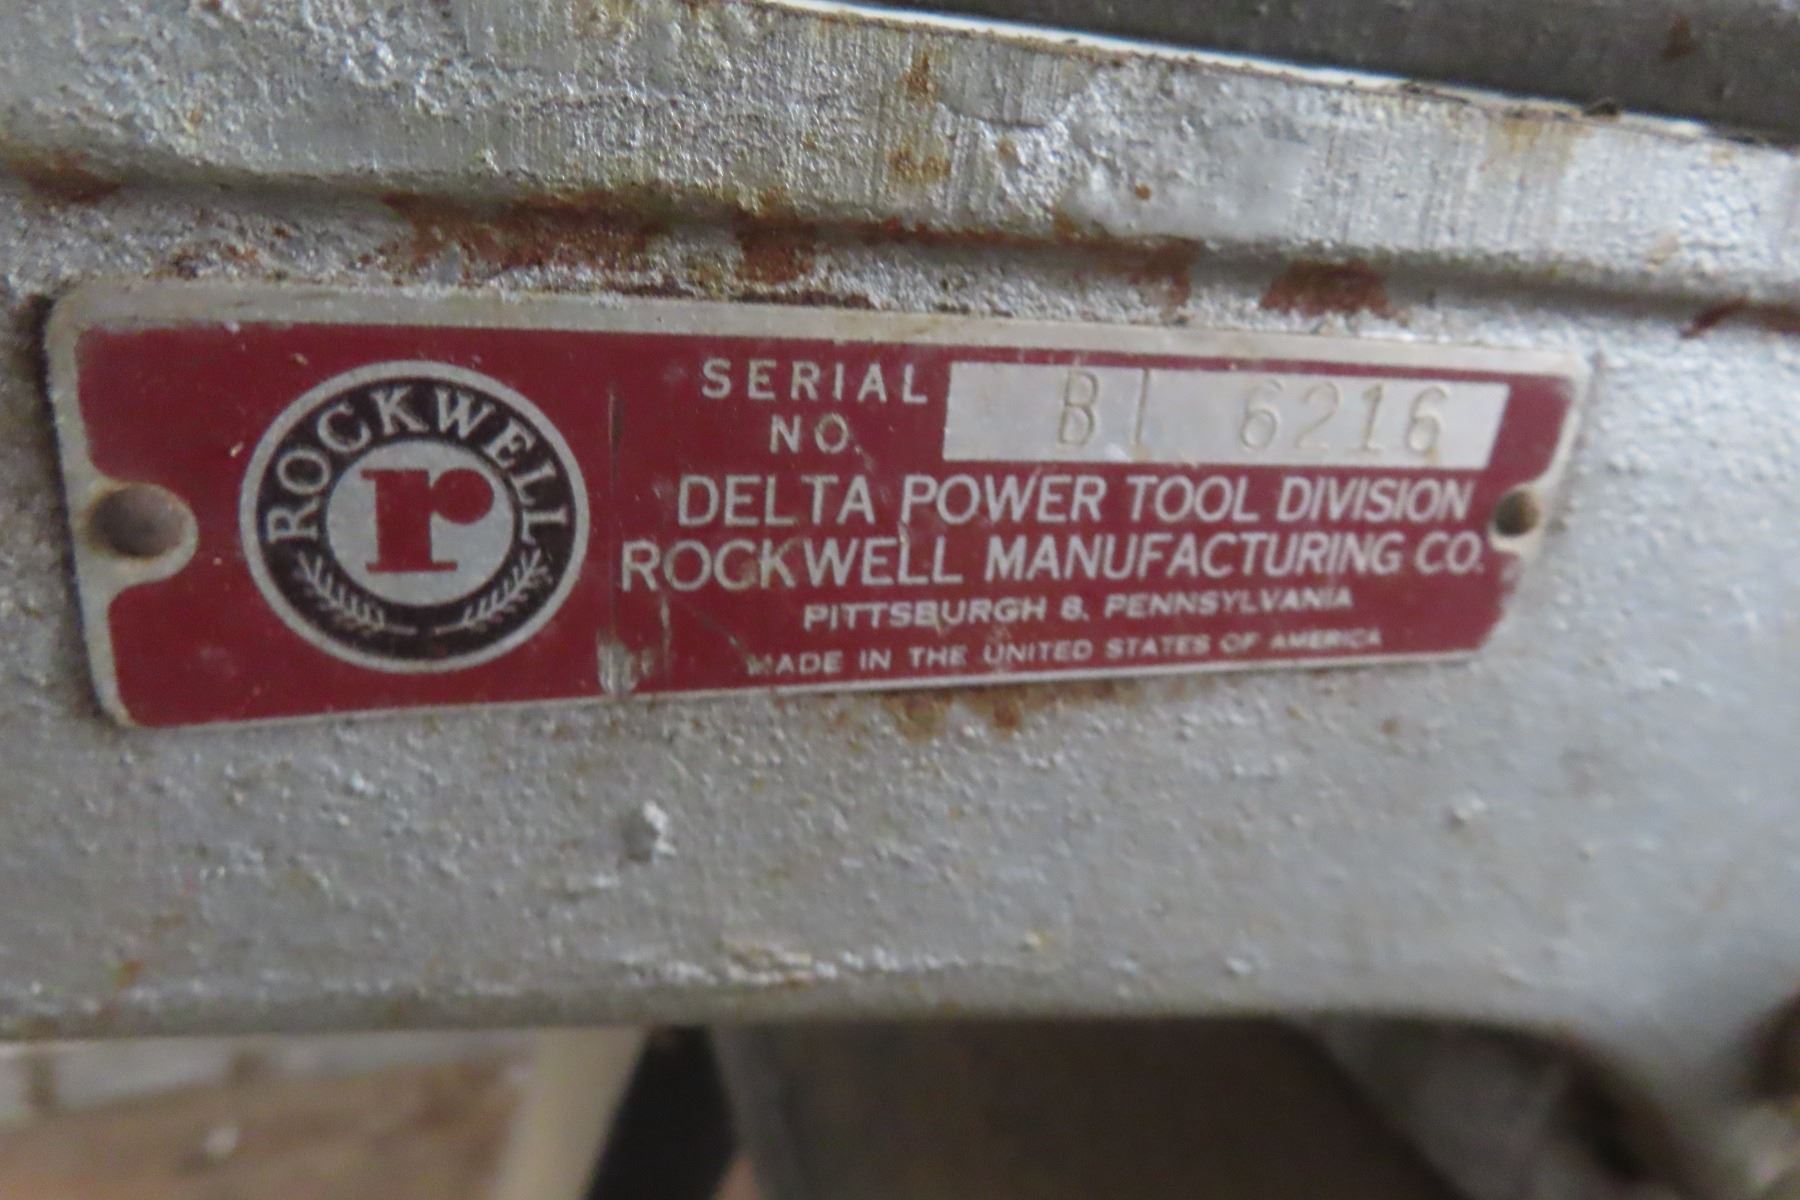 ROCKWELL
r
SERIAL
NO.
BI 6216
DELTA POWER TOOL DIVISION
ROCKWELL MANUFACTURING CO.
PITTSBURGH 8, PENNSYLVANIA
MADE IN THE UNITED STATES OF AMERICA